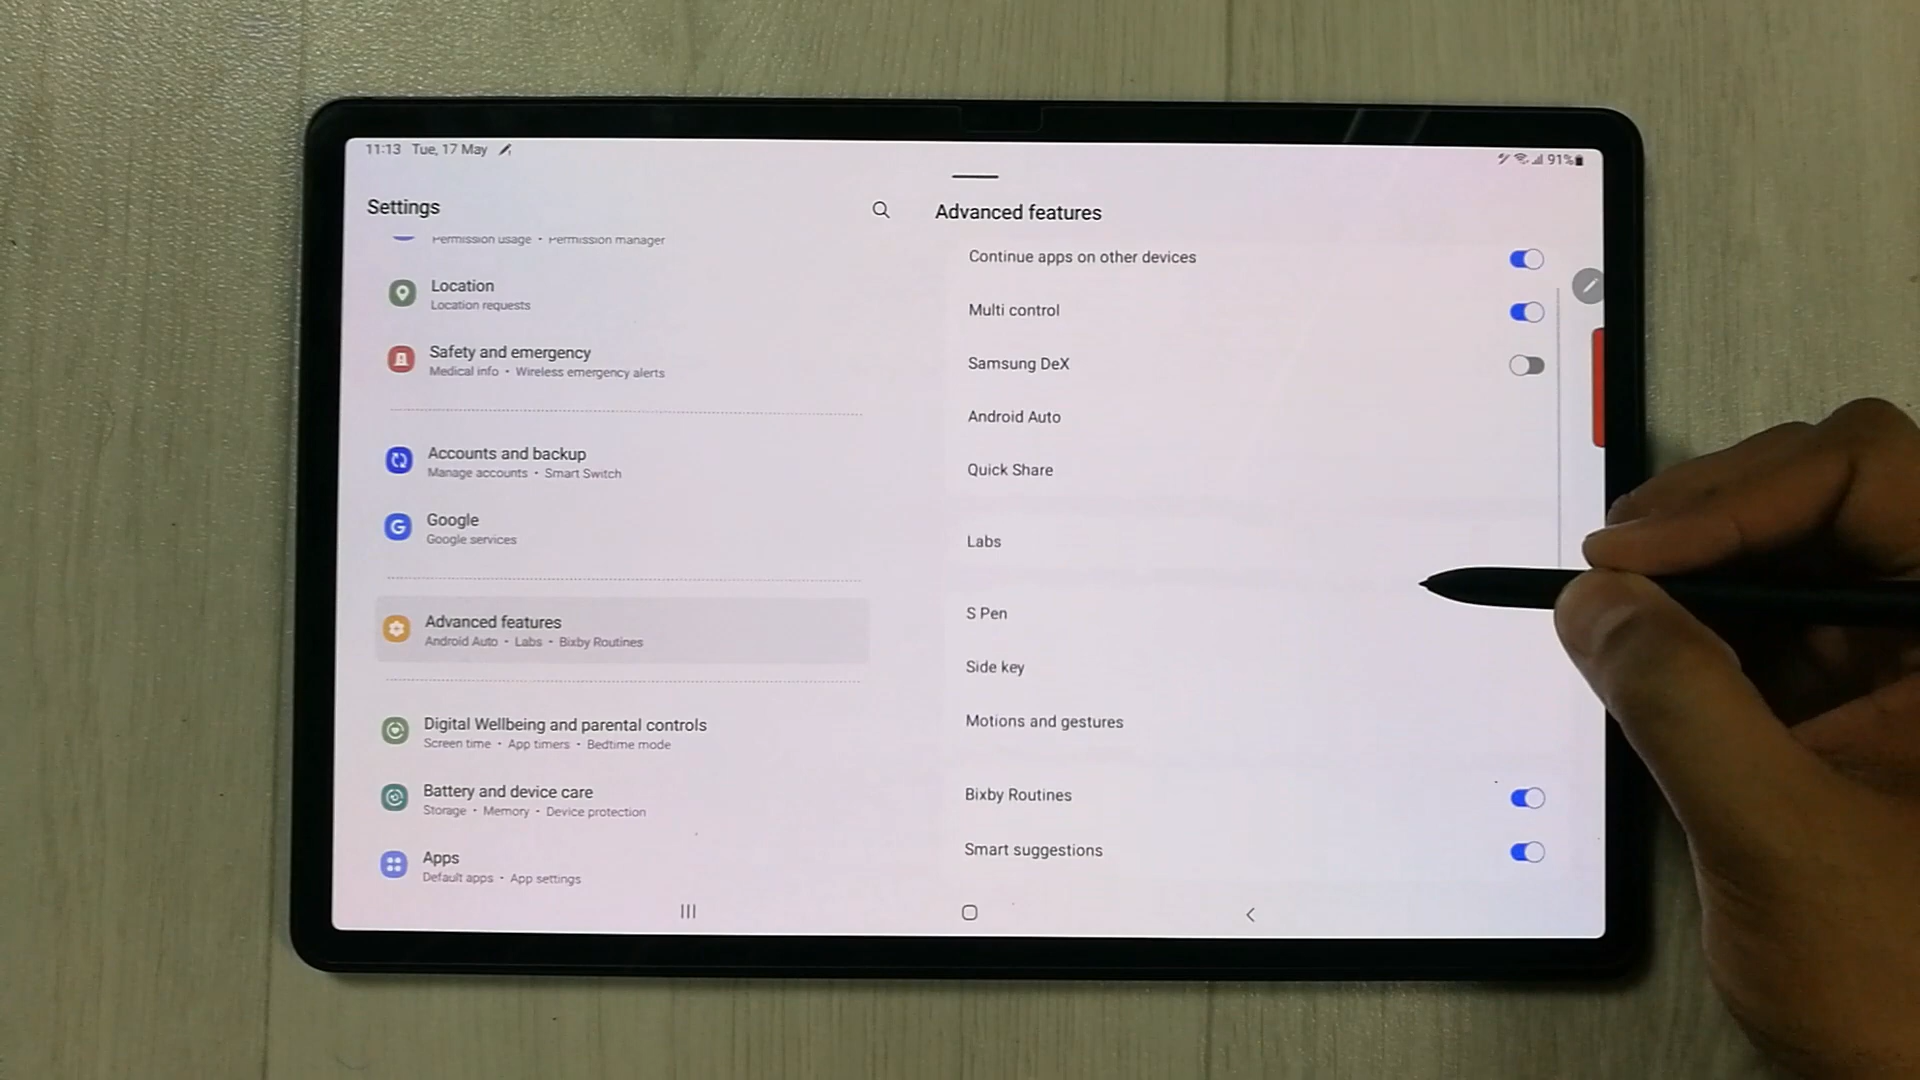 11:13 Tue, 17 May
91%
Settings
Permission usage • Permission manager
Location
Location requests
Safety and emergency
Medical info • Wireless emergency alerts
Accounts and backup
Manage accounts • Smart Switch
Google
Google services
Advanced features
Android Auto • Labs • Bixby Routines
Digital Wellbeing and parental controls
Screen time • App timers • Bedtime mode
Battery and device care
Storage • Memory • Device protection
Apps
Default apps • App settings
Advanced features
Continue apps on other devices
Multi control
Samsung DeX
Android Auto
Quick Share
Labs
S Pen
Side key
Motions and gestures
Bixby Routines
Smart suggestions